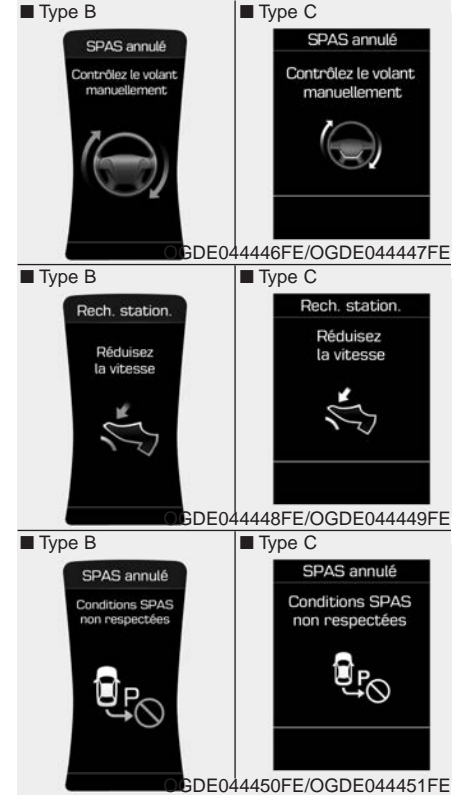 ■ Type B
■ Type C
SPAS annulé
Contrôlez le volant
manuellement
SPAS annulé
Contrôlez le volant
manuellement
OGDE044446FE/OGDE044447FE
■ Type B
■ Type C
Rech. station.
Réduisez
la vitesse
Rech. station.
Réduisez
la vitesse
OGDE044448FE/OGDE044449FE
■ Type B
■ Type C
SPAS annulé
Conditions SPAS
non respectées
P
SPAS annulé
Conditions SPAS
non respectées
P
OGDE044450FE/OGDE044451FE